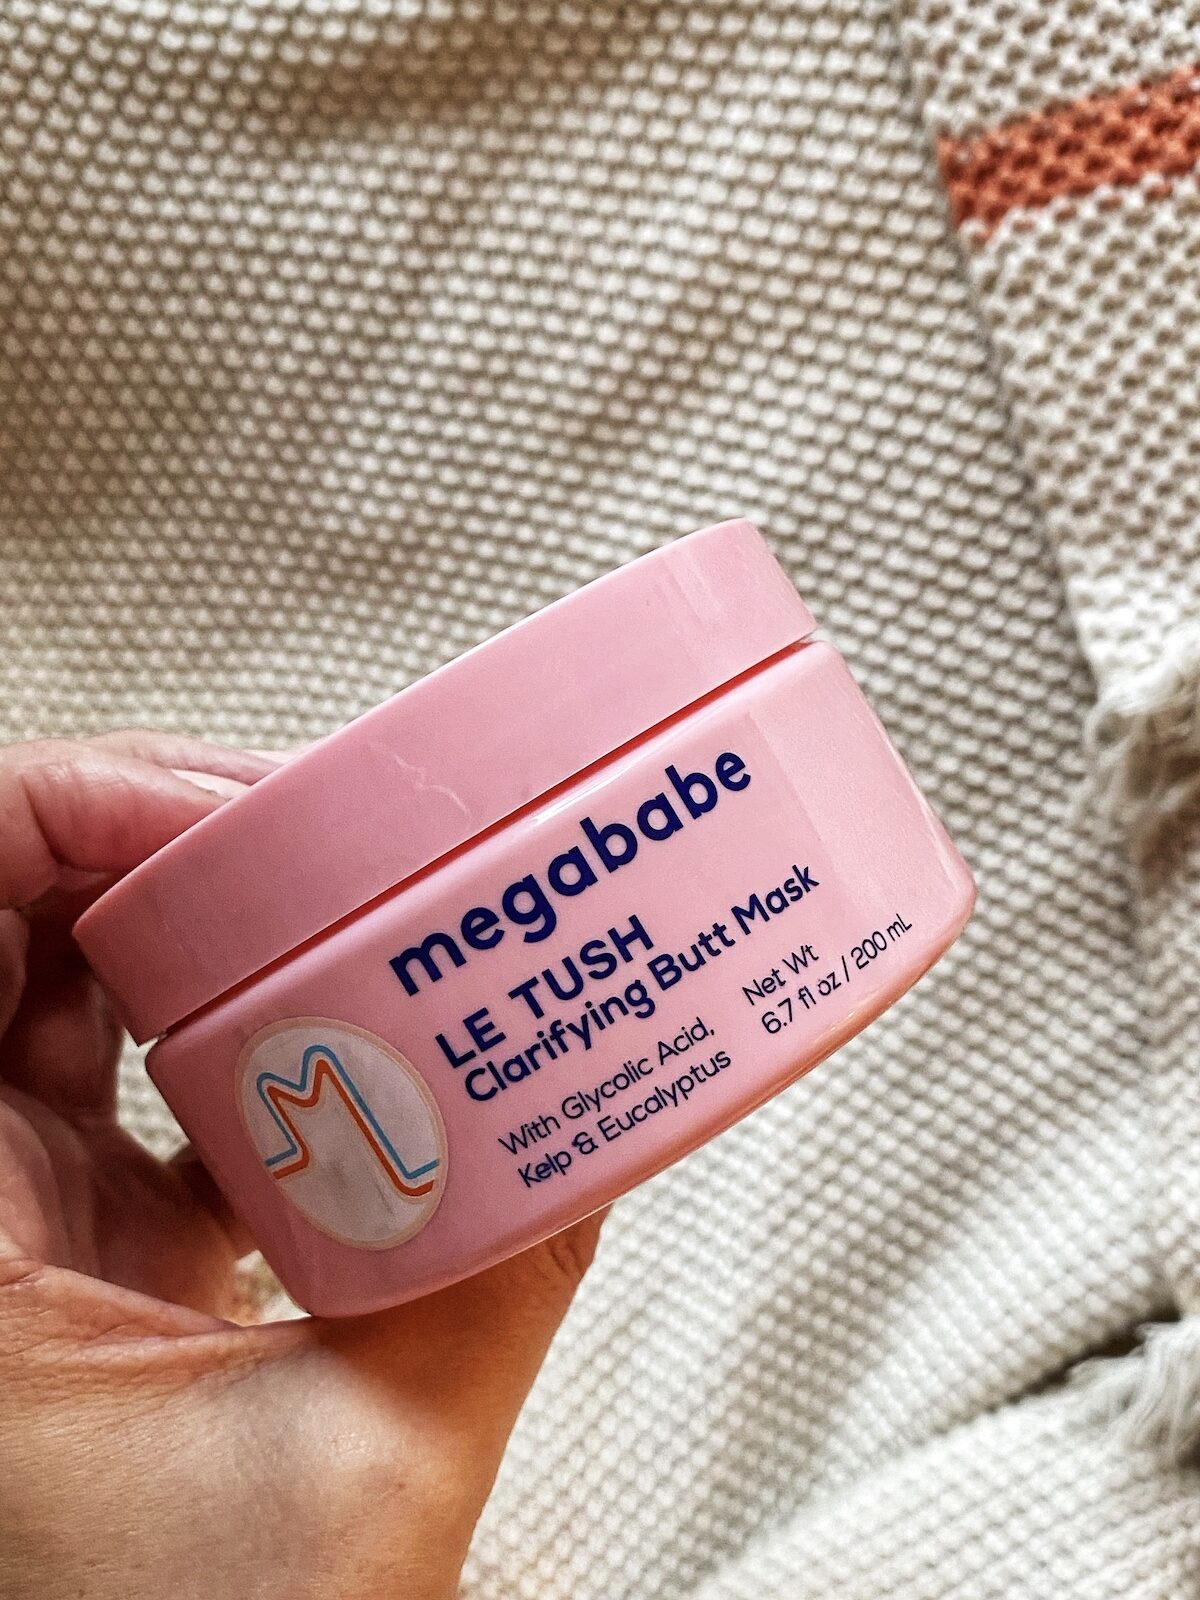 megababe
LE TUSH
Clarifying Butt Mask
With Glycolic Acid,
Kelp & Eucalyptus
Net Wt
6.7 fl oz / 200 mL
M